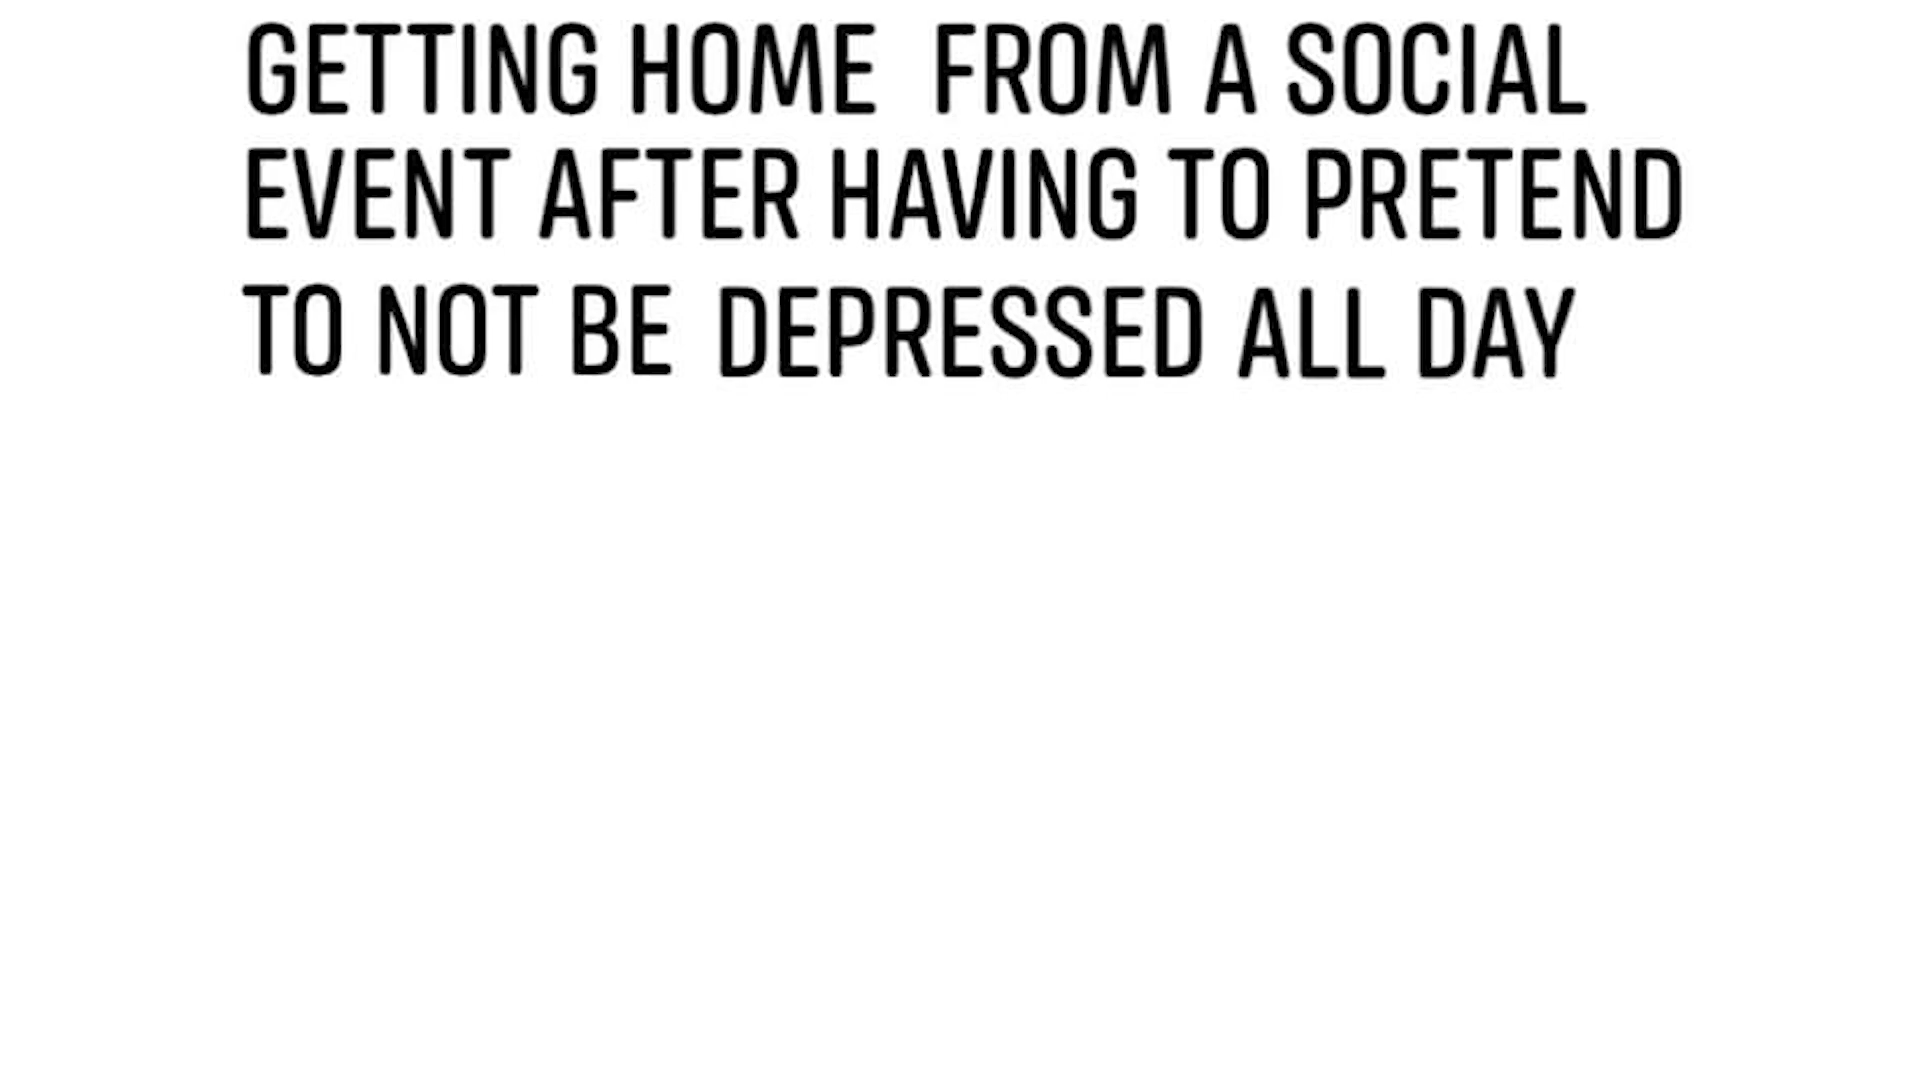 GETTING HOME FROM A SOCIAL
EVENT AFTER HAVING TO PRETEND
TO NOT BE DEPRESSED ALL DAY